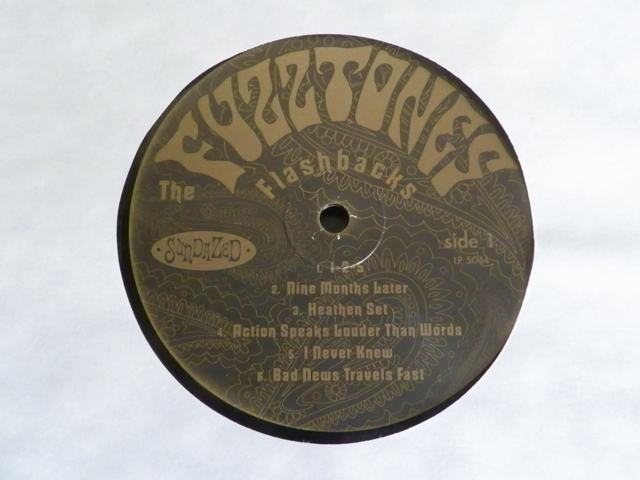 The
FUZZTONES
Flashbacks
SUNDAZED
side 1
LP 5044
1. 1-2-5
2. Nine Months Later
3. Heathen Set
4. Action Speaks Louder Than Words
5. I Never Knew
6. Bad News Travels Fast